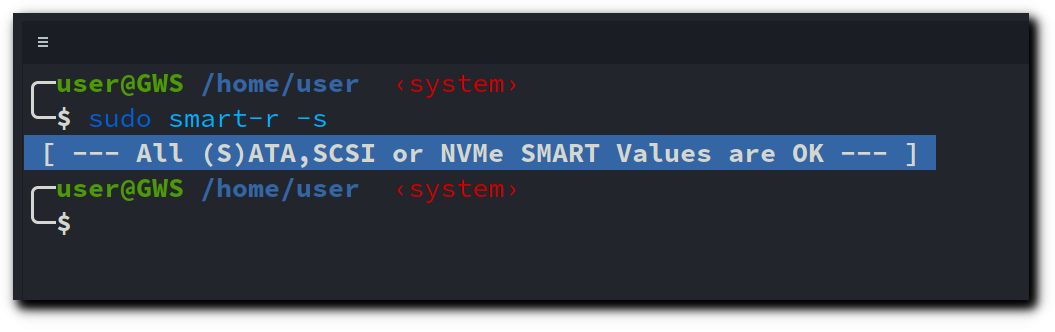 user@GWS /home/user ‹system›
$ sudo smart-r -s
[ --- All (S)ATA,SCSI or NVMe SMART Values are OK --- ]
user@GWS /home/user ‹system›
$